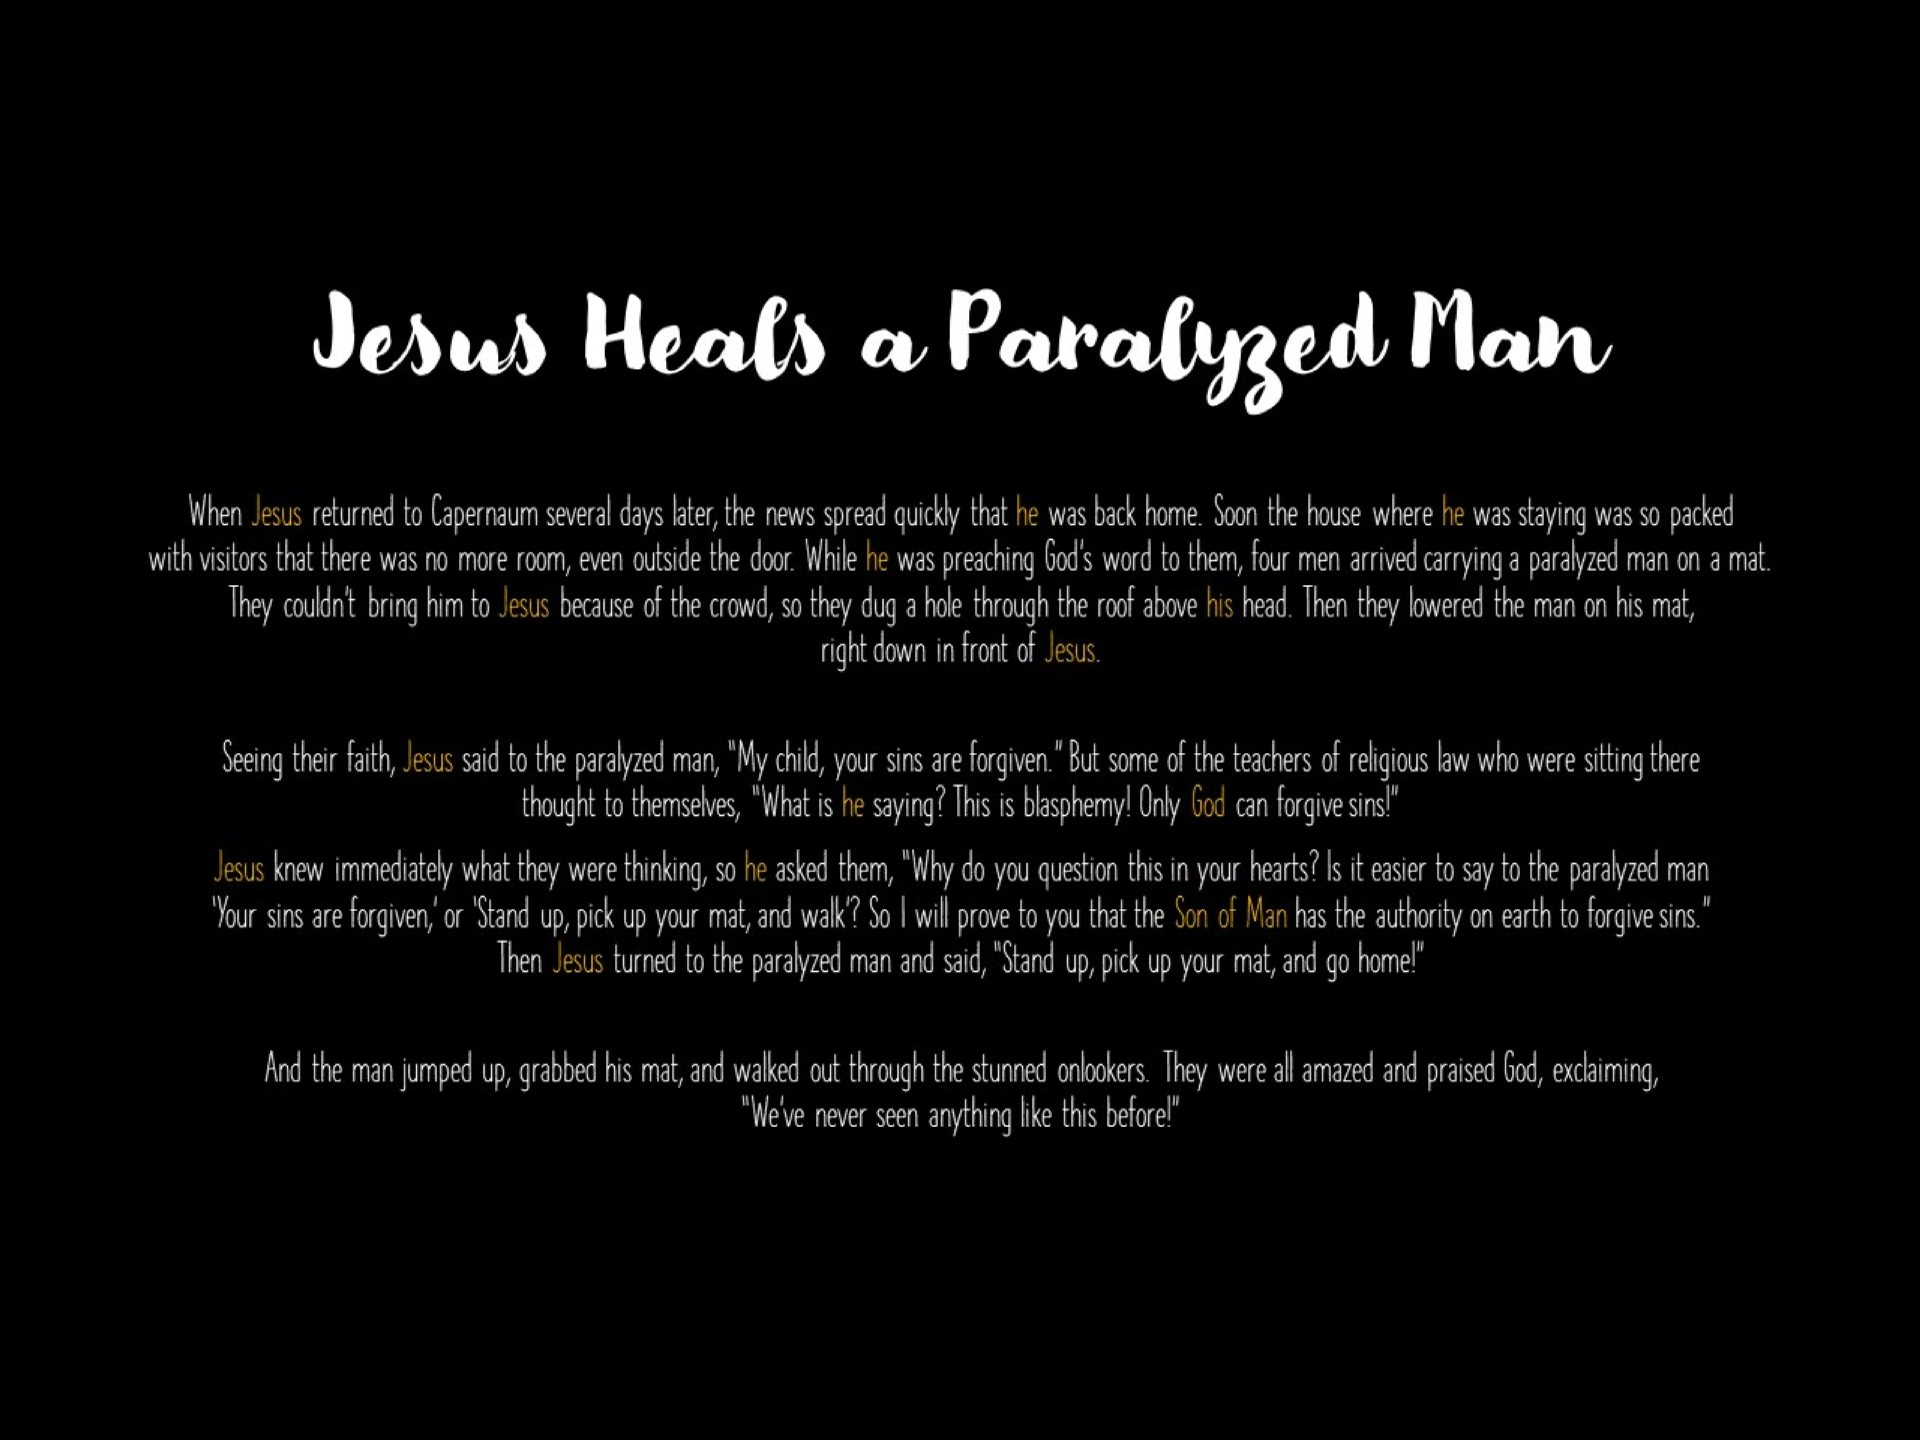 Jesus Heals a Paralyzed Man
When Jesus returned to Capernaum several days later, the news spread quickly that he was back home. Soon the house where he was staying was so packed
with visitors that there was no more room, even outside the door. While he was preaching God's word to them, four men arrived carrying a paralyzed man on a mat.
They couldn't bring him to Jesus because of the crowd, so they dug a hole through the roof above his head. Then they lowered the man on his mat,
right down in front of Jesus.
Seeing their faith, Jesus said to the paralyzed man, "My child, your sins are forgiven." But some of the teachers of religious law who were sitting there
thought to themselves, "What is he saying? This is blasphemy! Only God can forgive sins!"
Jesus knew immediately what they were thinking, so he asked them, "Why do you question this in your hearts? Is it easier to say to the paralyzed man
'Your sins are forgiven,' or 'Stand up, pick up your mat, and walk'? So I will prove to you that the Son of Man has the authority on earth to forgive sins."
Then Jesus turned to the paralyzed man and said, "Stand up, pick up your mat, and go home!"
And the man jumped up, grabbed his mat, and walked out through the stunned onlookers. They were all amazed and praised God, exclaiming,
"We've never seen anything like this before!"